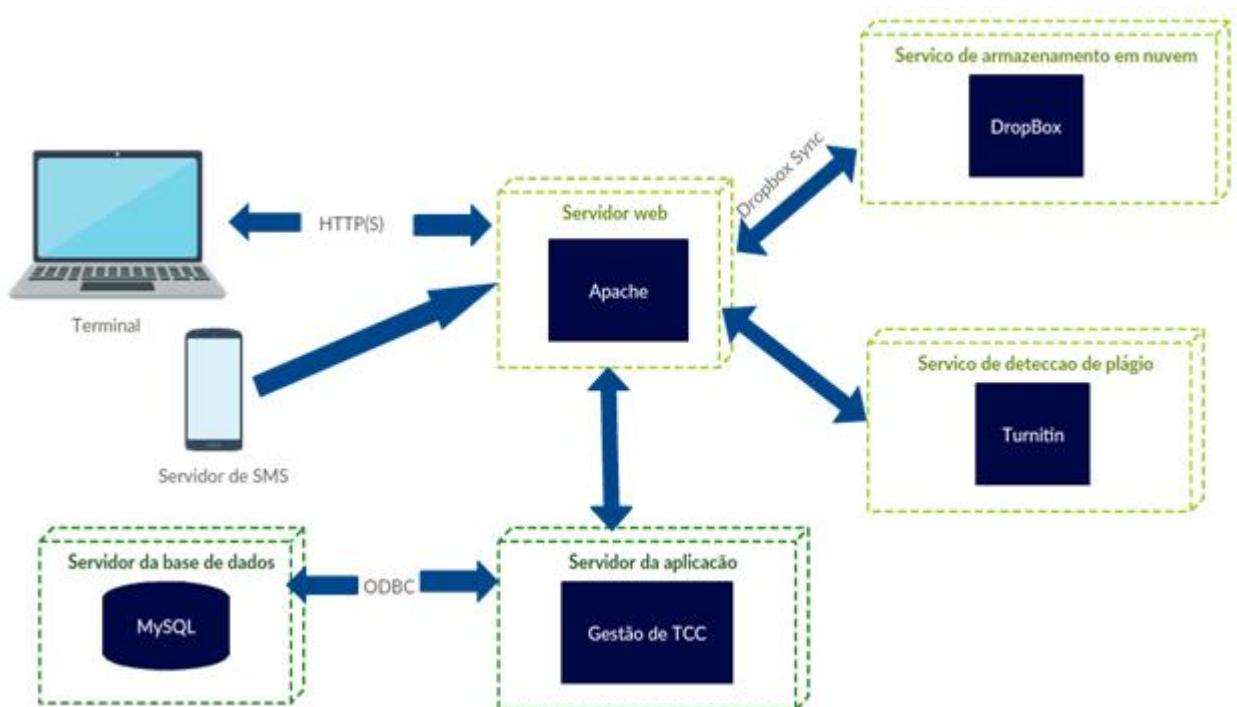 Servico de armazenamento em nuvem
DropBox
Dropbox Sync
Servidor web
HTTP(S)
Apache
Terminal
Servico de deteccao de plágio
Turnitin
Servidor de SMS
Servidor da base de dados
Servidor da aplicacão
ODBC
MySQL
Gestão de TCC